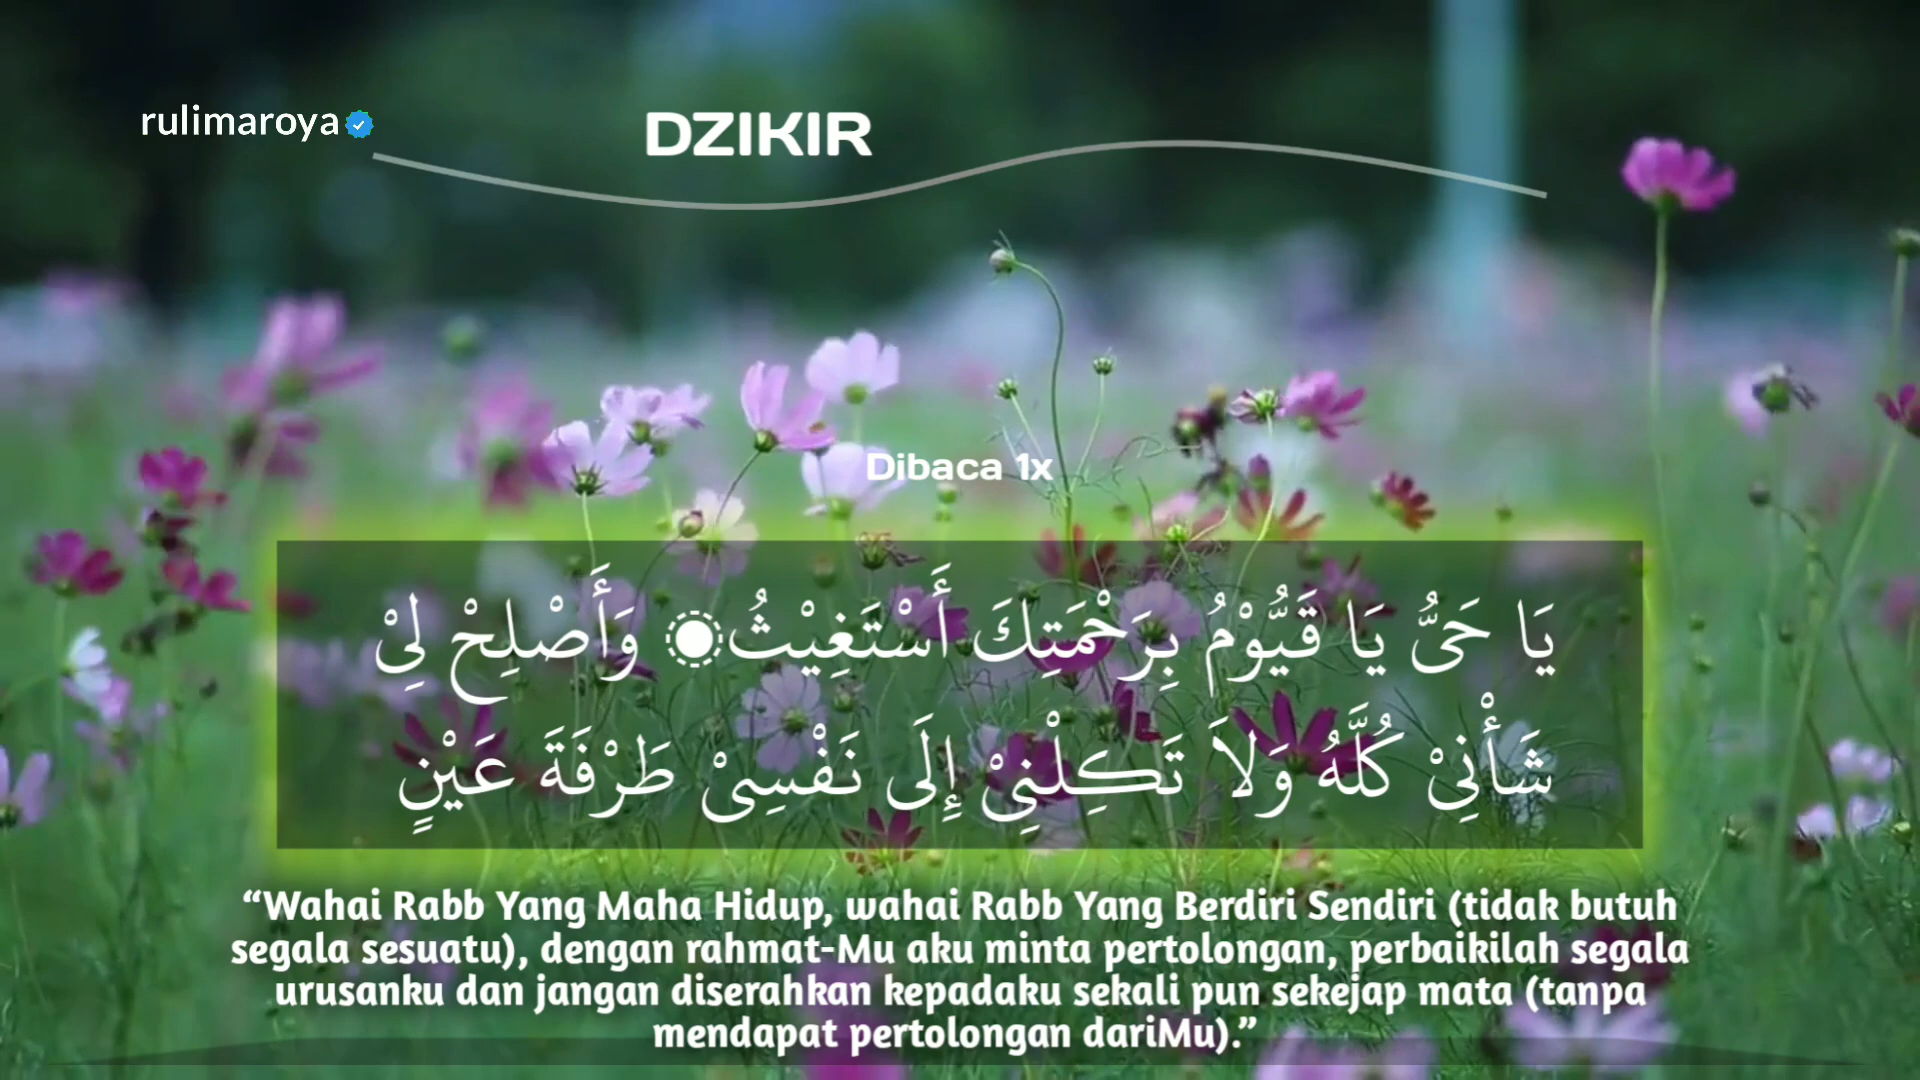 rulimaroya
DZIKIR
Dibaca 1x
يَا حَىُّ يَا قَيُّوْمُ بِرَحْمَتِكَ أَسْتَغِيْثُ وَأَصْلِحْ لِىْ
شَأْنِىْ كُلَّهُ وَلاَ تَكِلْنِىْ إِلَى نَفْسِىْ طَرْفَةَ عَيْنٍ
“Wahai Rabb Yang Maha Hidup, wahai Rabb Yang Berdiri Sendiri (tidak butuh
segala sesuatu), dengan rahmat-Mu aku minta pertolongan, perbaikilah segala
urusanku dan jangan diserahkan kepadaku sekali pun sekejap mata (tanpa
mendapat pertolongan dariMu).”